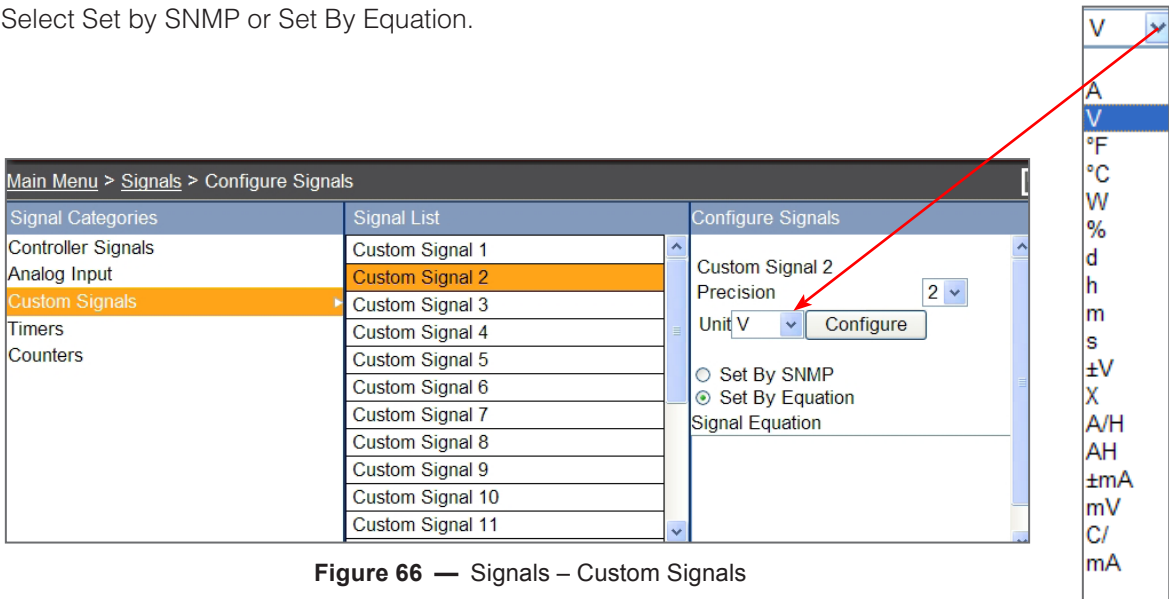 Select Set by SNMP or Set By Equation.
Main Menu > Signals > Configure Signals
Signal Categories
Controller Signals
Analog Input
Custom Signals
Timers
Counters
Signal List
Custom Signal 1
Custom Signal 2
Custom Signal 3
Custom Signal 4
Custom Signal 5
Custom Signal 6
Custom Signal 7
Custom Signal 8
Custom Signal 9
Custom Signal 10
Custom Signal 11
Configure Signals
Custom Signal 2
Precision 2
Unit V Configure
Set By SNMP
Set By Equation
Signal Equation
V
A
V
°F
°C
W
%
d
h
m
s
±V
X
A/H
AH
±mA
mV
C/
mA
Figure 66 — Signals – Custom Signals